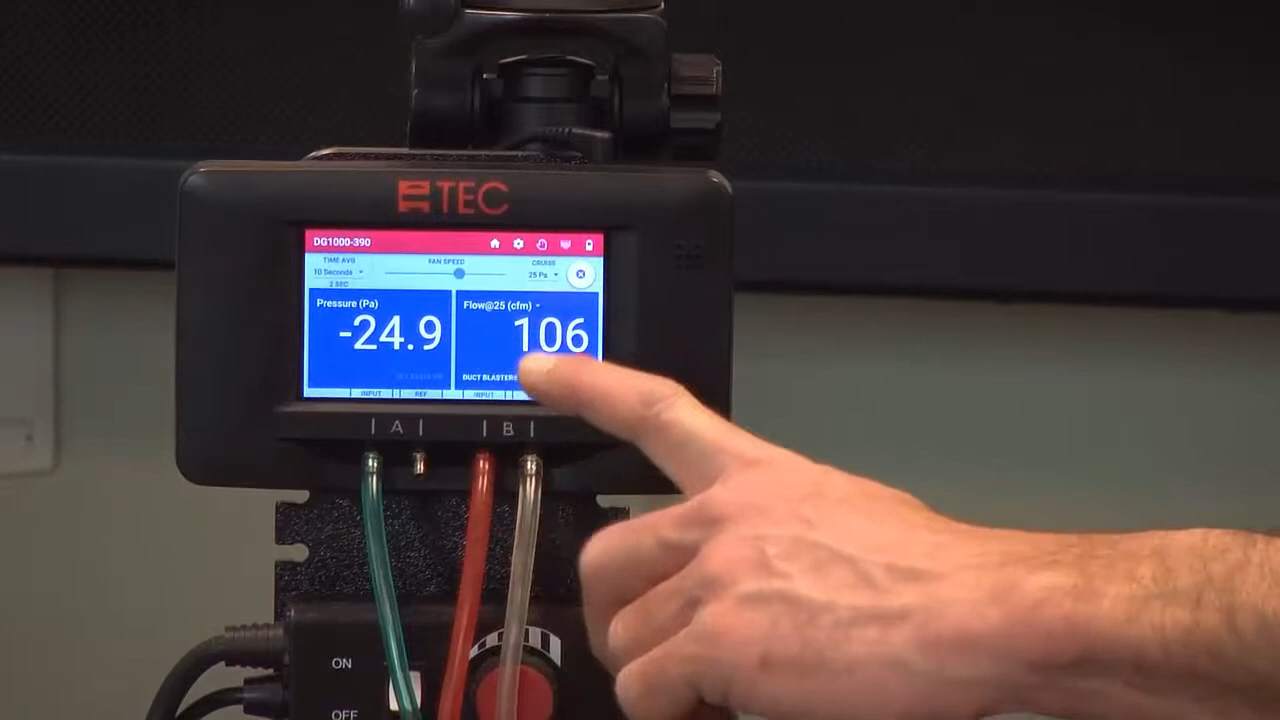 TEC
DG1000-390
TIME AVG
FAN SPEED
CRUISE
10 Seconds
25 Pa
2 SEC
Pressure (Pa)
Flow@25 (cfm)
-24.9
106
DUCT BLASTER
INPUT REF INPUT
A B
ON
OFF